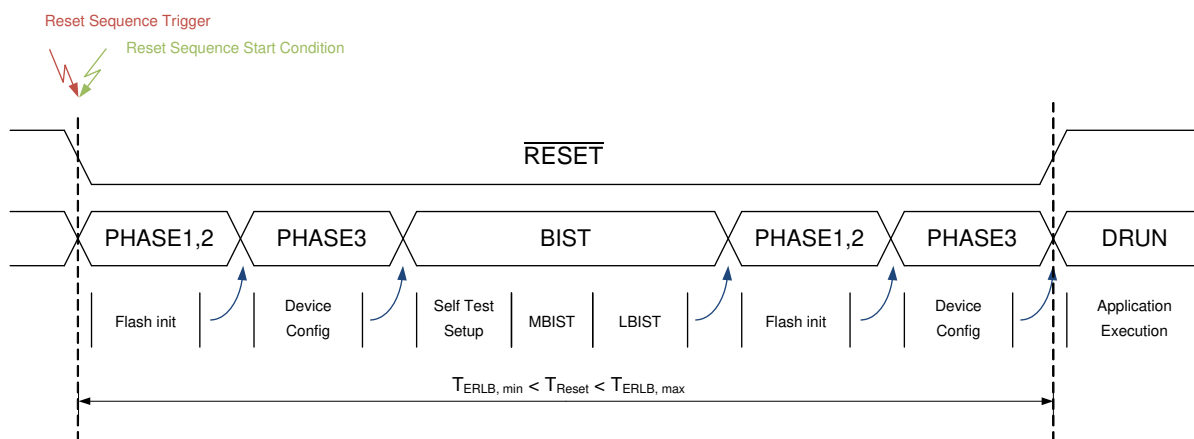 Reset Sequence Trigger
Reset Sequence Start Condition
RESET
PHASE1,2 PHASE3 BIST PHASE1,2 PHASE3 DRUN
Flash init
Device
Config
Self Test
Setup
MBIST
LBIST
Flash init
Device
Config
Application
Execution
TERLB, min < TReset < TERLB, max